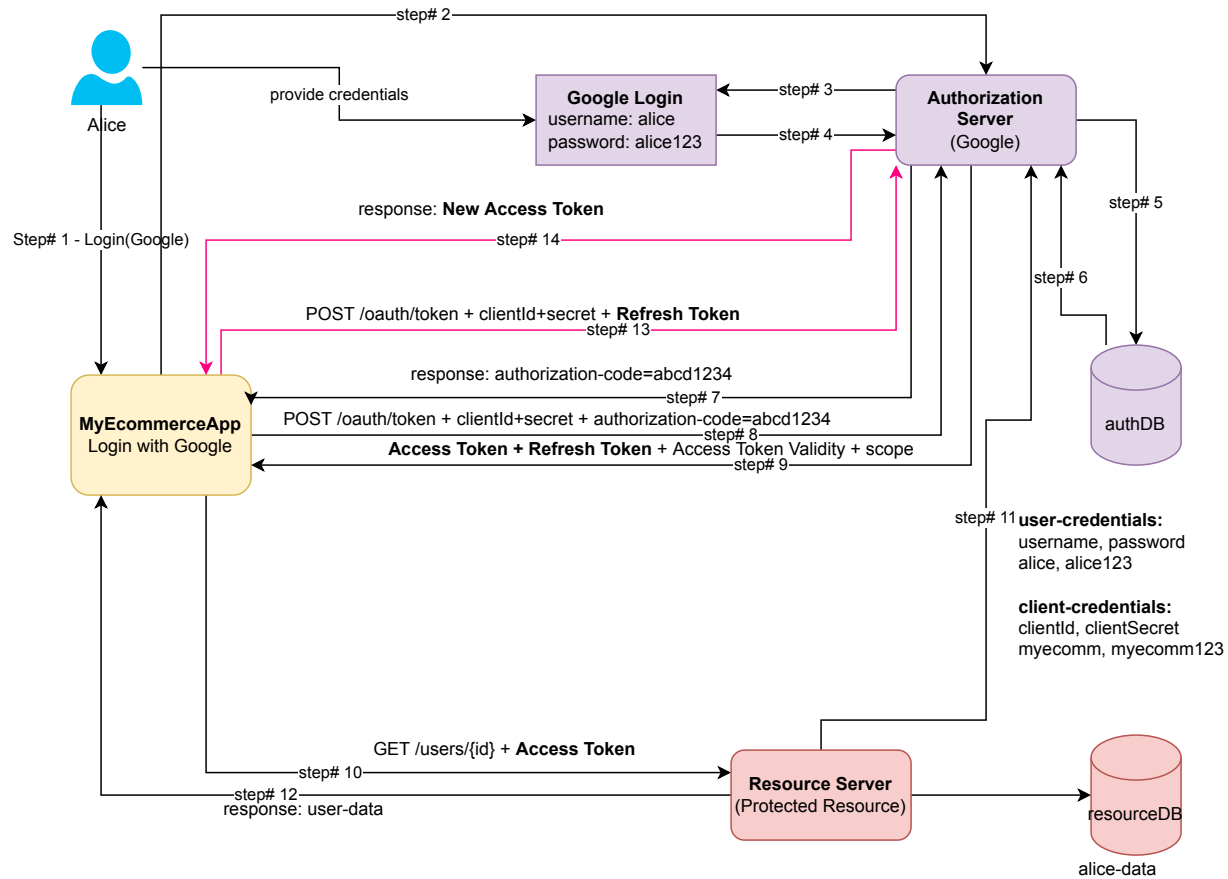 step# 2
provide credentials
Alice
Google Login
username: alice
password: alice123
step# 3
step# 4
Authorization
Server
(Google)
step# 5
step# 6
response: New Access Token
step# 14
Step# 1 - Login(Google)
POST /oauth/token + clientId+secret + Refresh Token
step# 13
response: authorization-code=abcd1234
step# 7
MyEcommerceApp
Login with Google
POST /oauth/token + clientId+secret + authorization-code=abcd1234
step# 8
Access Token + Refresh Token + Access Token Validity + scope
step# 9
authDB
step# 11
user-credentials:
username, password
alice, alice123
client-credentials:
clientId, clientSecret
myecomm, myecomm123
GET /users/{id} + Access Token
step# 10
step# 12
response: user-data
Resource Server
(Protected Resource)
resourceDB
alice-data